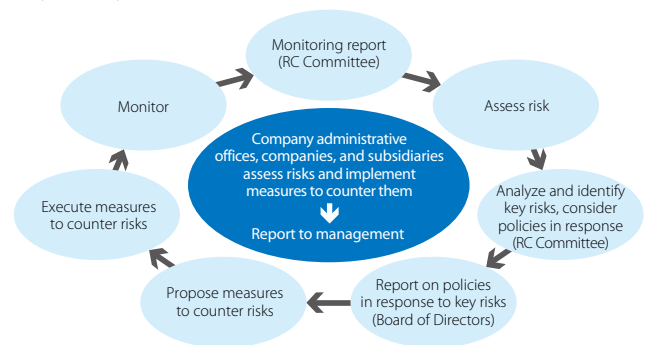 Monitoring report
(RC Committee)
Assess risk
Analyze and identify
key risks, consider
policies in response
(RC Committee)
Report on policies
in response to key risks
(Board of Directors)
Propose measures
to counter risks
Execute measures
to counter risks
Monitor
Company administrative
offices, companies, and subsidiaries
assess risks and implement
measures to counter them
Report to management